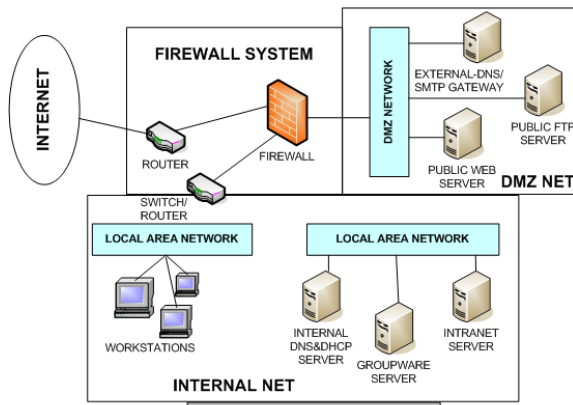 FIREWALL SYSTEM
INTERNET
ROUTER
FIREWALL
SWITCH/
ROUTER
DMZ NETWORK
EXTERNAL-DNS/
SMTP GATEWAY
PUBLIC FTP
SERVER
PUBLIC WEB
SERVER
DMZ NET
LOCAL AREA NETWORK
LOCAL AREA NETWORK
WORKSTATIONS
INTERNAL
DNS&DHCP
SERVER
GROUPWARE
SERVER
INTRANET
SERVER
INTERNAL NET